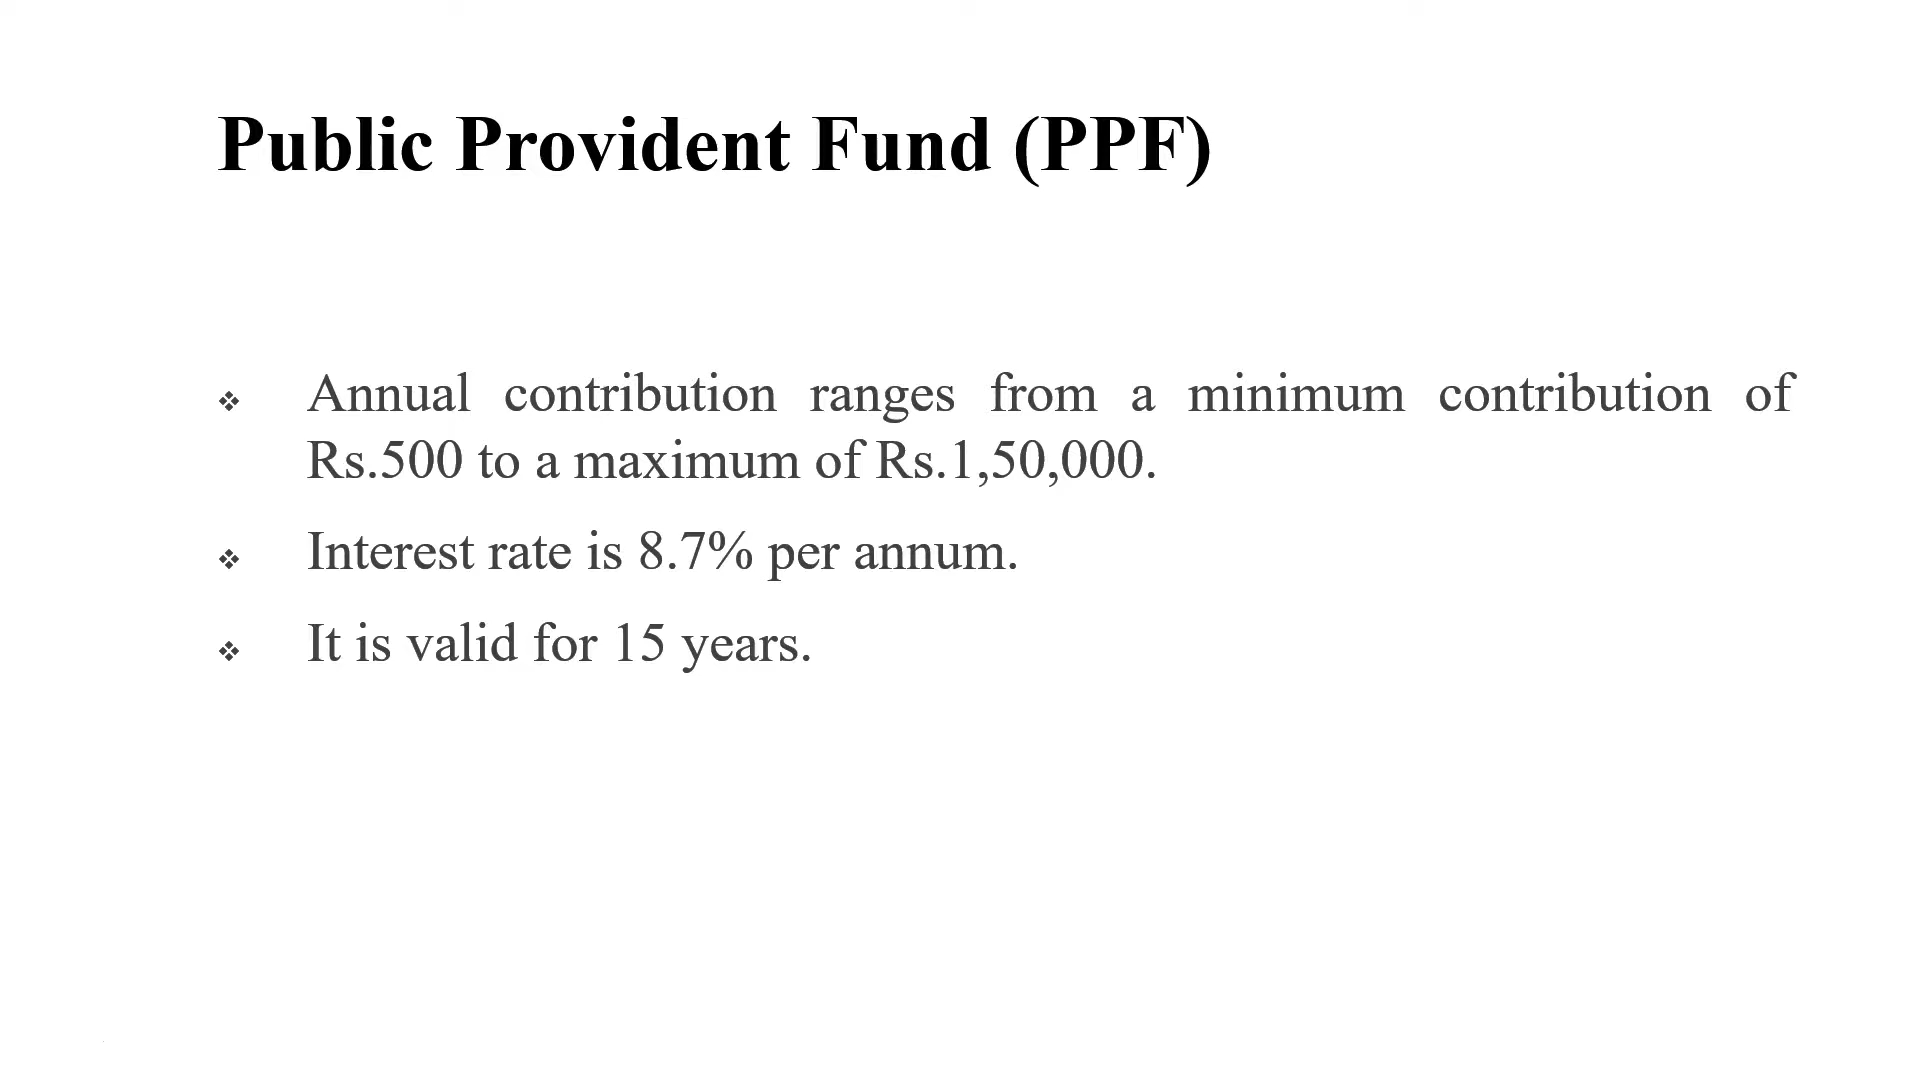 Public Provident Fund (PPF)
❖ Annual contribution ranges from a minimum contribution of
Rs.500 to a maximum of Rs.1,50,000.
❖ Interest rate is 8.7% per annum.
❖ It is valid for 15 years.